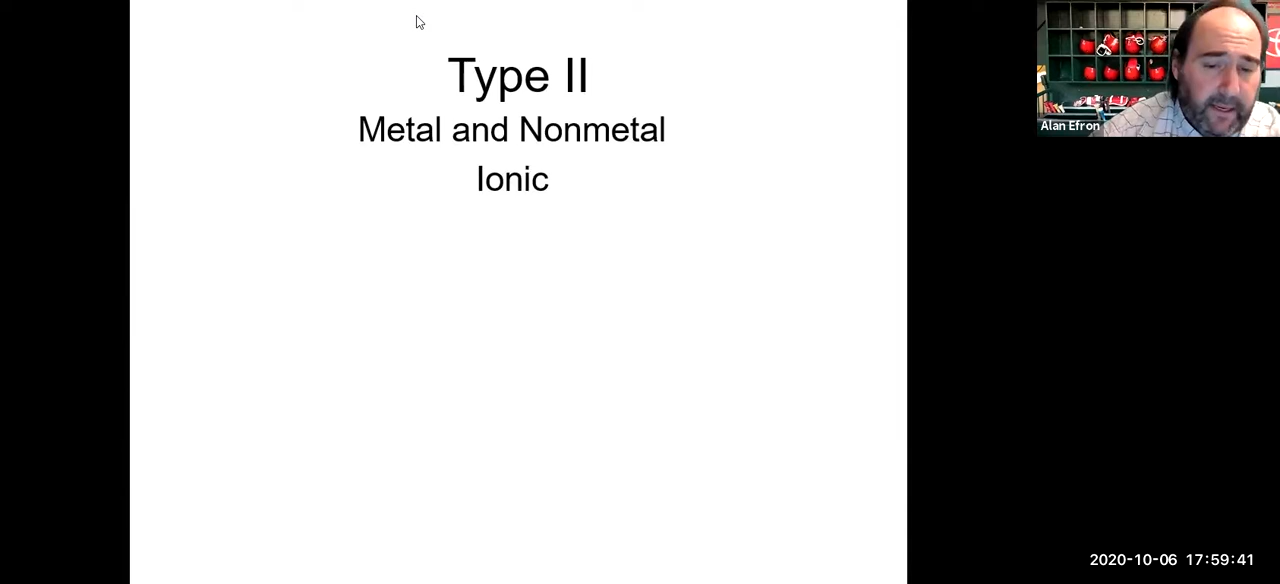 Type II
Metal and Nonmetal
Ionic
Alan Efron
2020-10-06 17:59:41